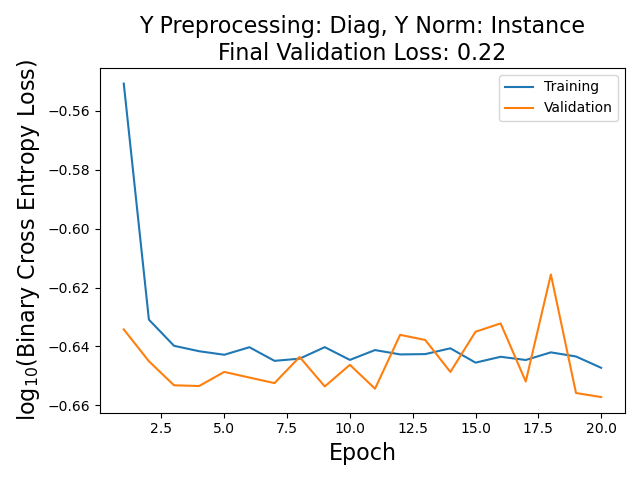 Y Preprocessing: Diag, Y Norm: Instance
Final Validation Loss: 0.22
Training
Validation
−0.56
−0.58
−0.60
−0.62
−0.64
−0.66
log₁₀(Binary Cross Entropy Loss)
2.5 5.0 7.5 10.0 12.5 15.0 17.5 20.0
Epoch